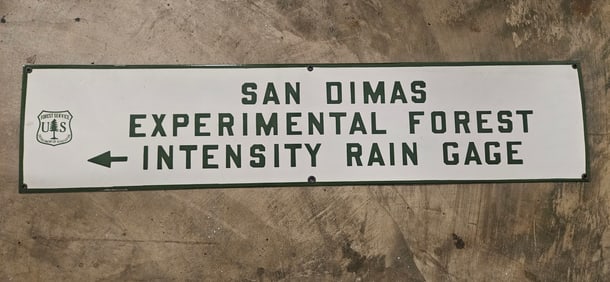 SAN DIMAS
EXPERIMENTAL FOREST
INTENSITY RAIN GAGE
FOREST SERVICE
U S